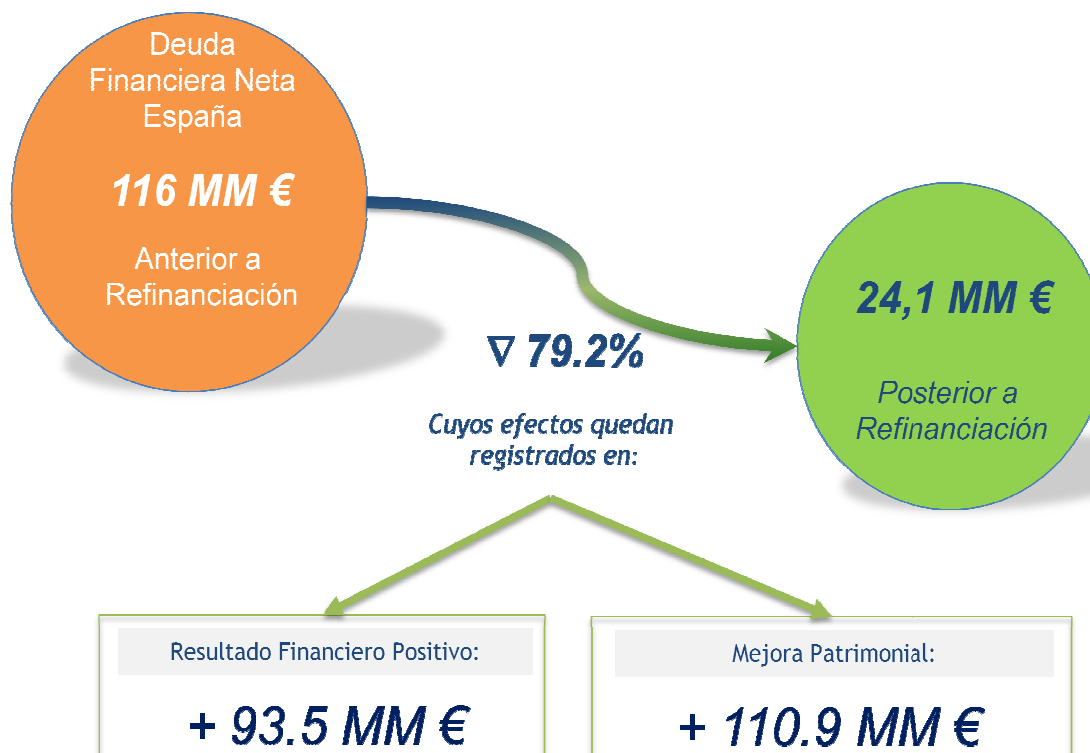 Deuda
Financiera Neta
España
116 MM €
Anterior a
Refinanciación
24,1 MM €
Posterior a
Refinanciación
∇ 79.2%
Cuyos efectos quedan
registrados en:
Resultado Financiero Positivo:
+ 93.5 MM €
Mejora Patrimonial:
+ 110.9 MM €